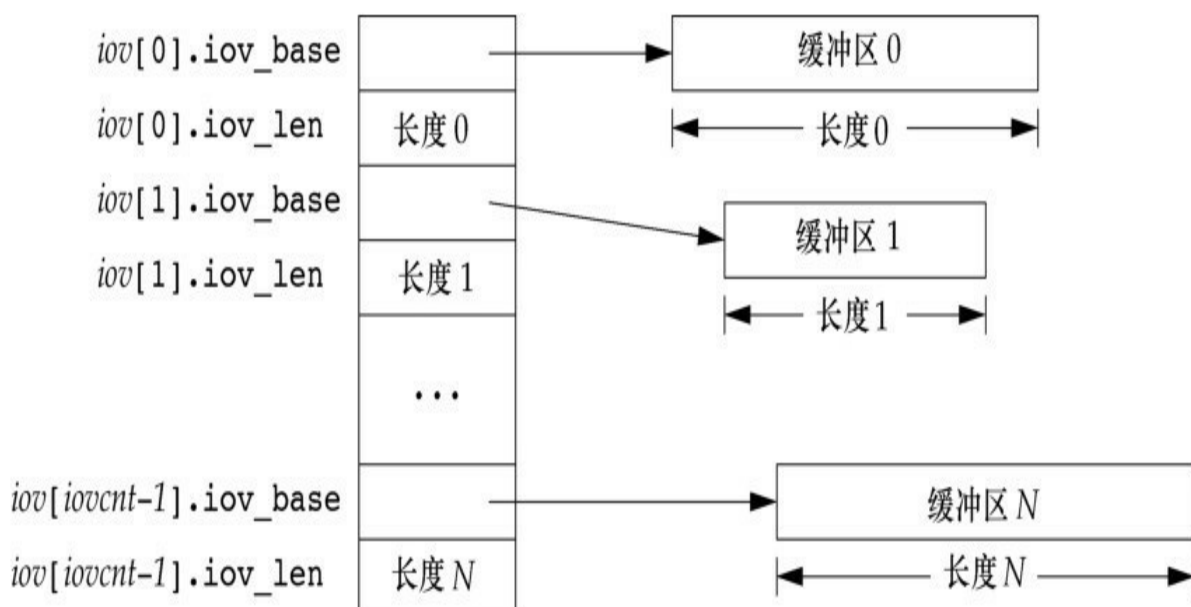 iov[0].iov_base
缓冲区 0
iov[0].iov_len
长度 0
长度0
iov[1].iov_base
缓冲区 1
iov[1].iov_len
长度 1
长度1
...
iov[iovcnt-1].iov_base
缓冲区 N
iov[iovcnt-1].iov_len
长度 N
长度N